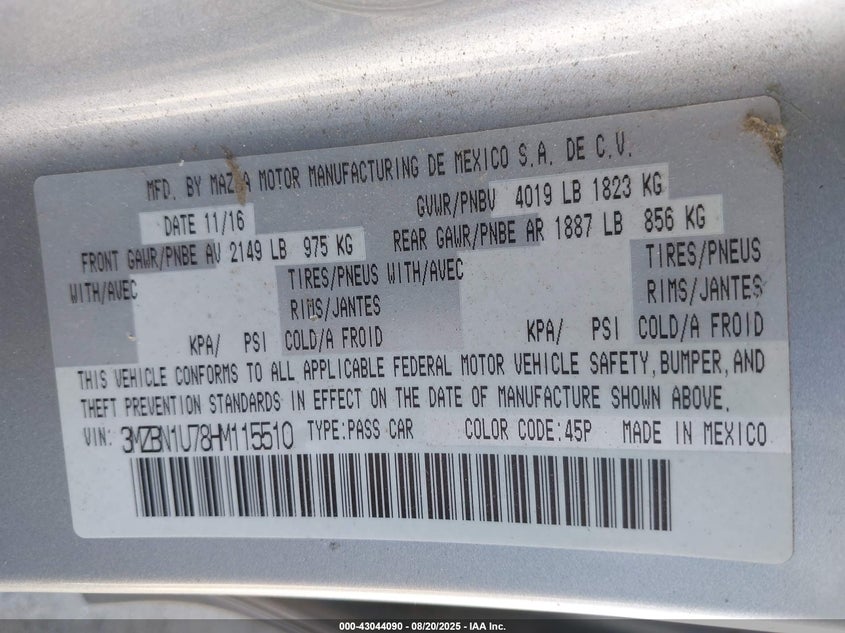 MFD. BY MAZDA MOTOR MANUFACTURING DE MEXICO S.A. DE C.V.
DATE 11/16 GVWR/PNBV 4019 LB 1823 KG
FRONT GAWR/PNBE AV 2149 LB 975 KG REAR GAWR/PNBE AR 1887 LB 856 KG
WITH/AVEC TIRES/PNEUS WITH/AVEC TIRES/PNEUS
RIMS/JANTES RIMS/JANTES
KPA/ PSI COLD/A FROID KPA/ PSI COLD/A FROID
THIS VEHICLE CONFORMS TO ALL APPLICABLE FEDERAL MOTOR VEHICLE SAFETY, BUMPER, AND
THEFT PREVENTION STANDARDS IN EFFECT ON THE DATE OF MANUFACTURE SHOWN ABOVE.
VIN: 3MZBN1U78HM115510 TYPE:PASS CAR COLOR CODE:45P MADE IN MEXICO
000-43044090 - 08/20/2025 - IAA Inc.